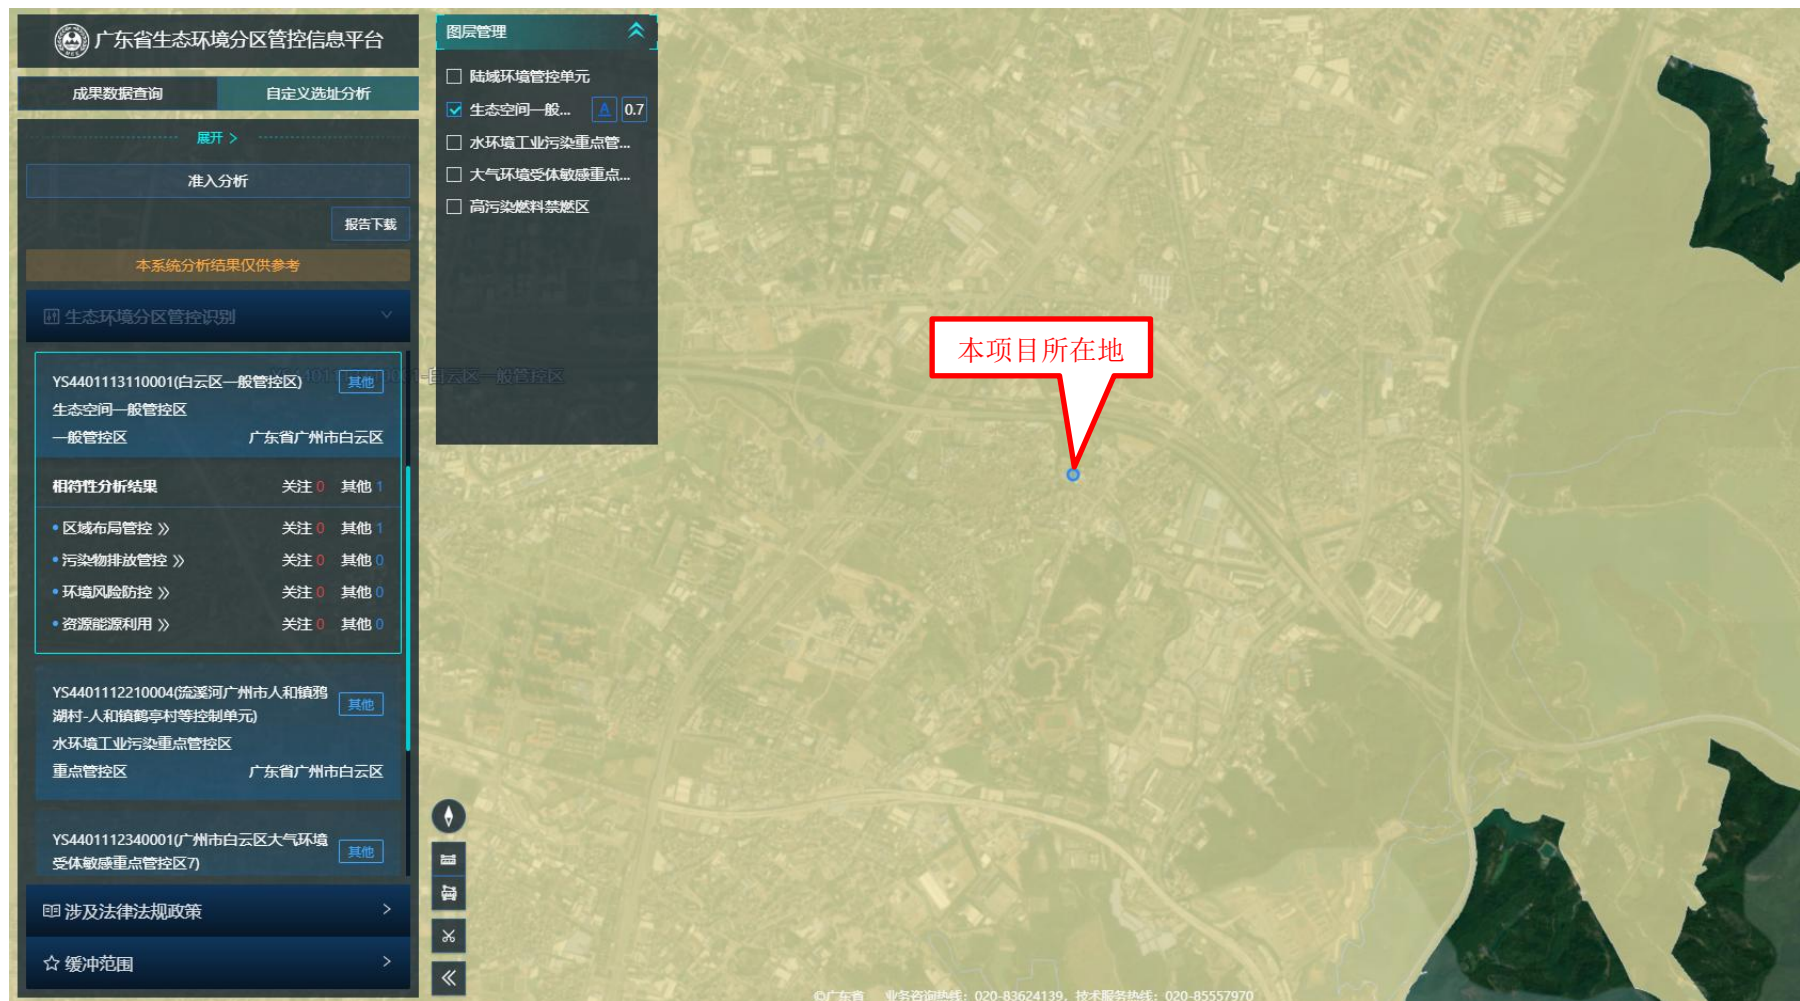 广东省生态环境分区管控信息平台
成果数据查询 自定义选址分析
展开 >
准入分析
报告下载
本系统分析结果仅供参考
生态环境分区管控识别
YS4401113110001(白云区一般管控区) 其他
生态空间一般管控区
一般管控区 广东省广州市白云区
相符性分析结果 关注 0 其他 1
• 区域布局管控 » 关注 0 其他 1
• 污染物排放管控 » 关注 0 其他 0
• 环境风险防控 » 关注 0 其他 0
• 资源能源利用 » 关注 0 其他 0
YS4401112210004(流溪河广州市人和镇鸦
湖村-人和镇鹤亭村等控制单元) 其他
水环境工业污染重点管控区
重点管控区 广东省广州市白云区
YS4401112340001(广州市白云区大气环境
受体敏感重点管控区7) 其他
涉及法律法规政策
缓冲范围
图层管理
陆域环境管控单元
生态空间一般... A 0.7
水环境工业污染重点管...
大气环境受体敏感重点...
高污染燃料禁燃区
-白云区一般管控区
本项目所在地
©广东省 业务咨询热线：020-83624139，技术服务热线：020-85557970